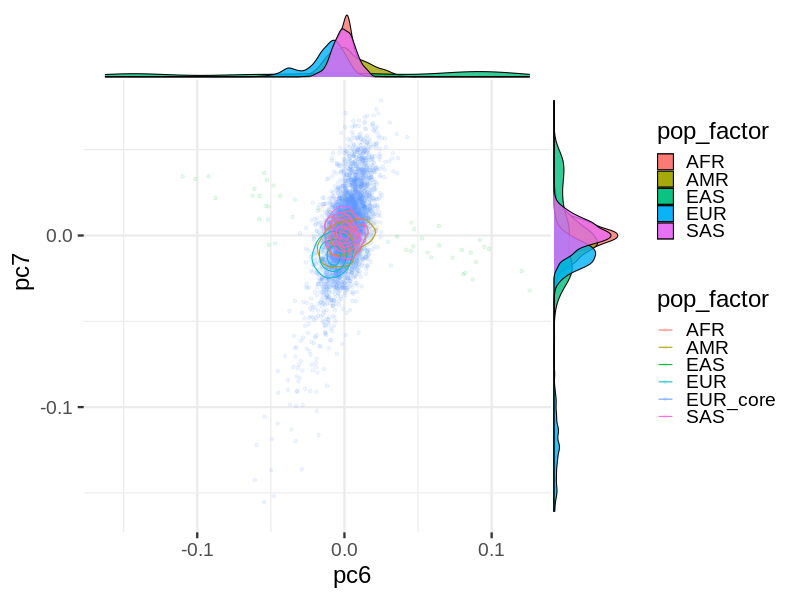 pop_factor
AFR
AMR
EAS
EUR
SAS
pop_factor
AFR
AMR
EAS
EUR
EUR_core
SAS
0.0
-0.1
pc7
-0.1
0.0
0.1
pc6